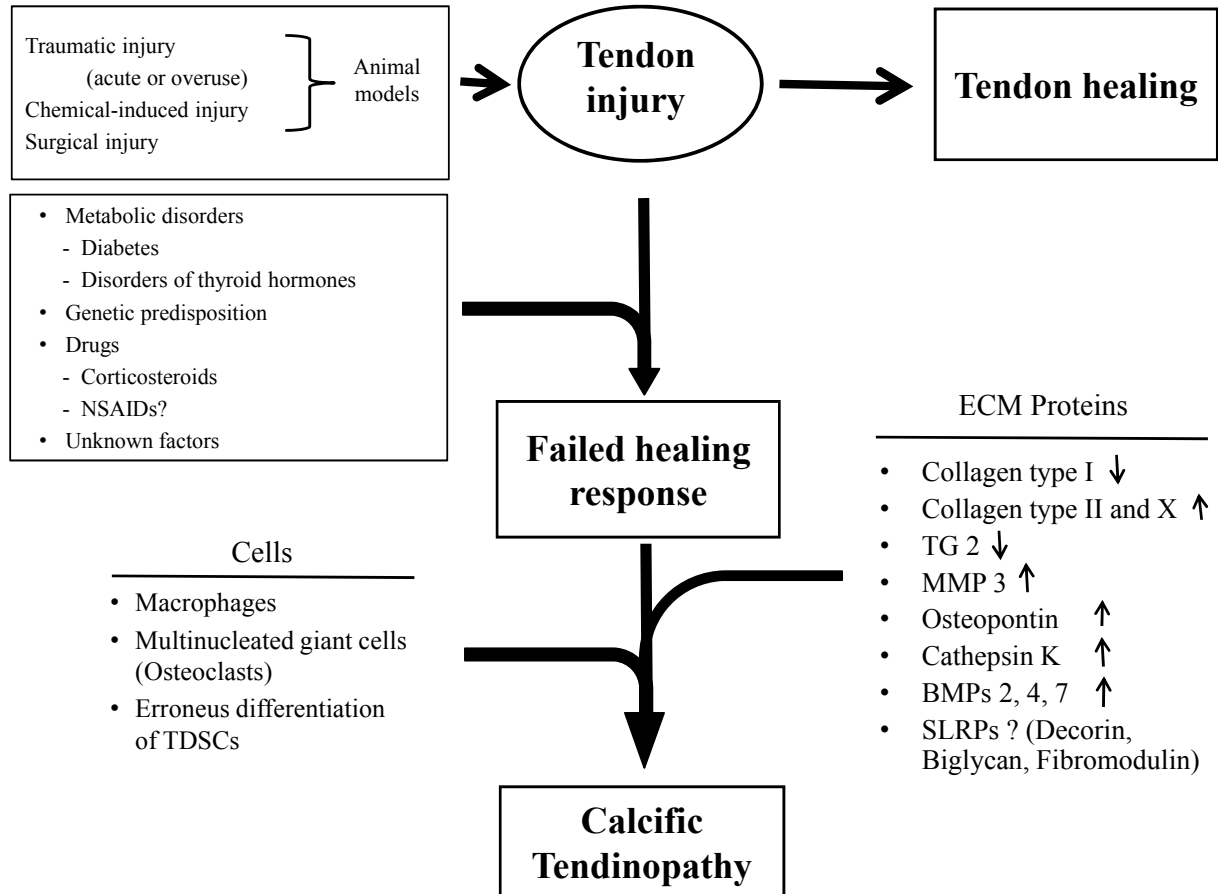 Traumatic injury
(acute or overuse)
Chemical-induced injury
Surgical injury
Animal
models
Tendon
injury
Tendon healing
• Metabolic disorders
- Diabetes
- Disorders of thyroid hormones
• Genetic predisposition
• Drugs
- Corticosteroids
- NSAIDs?
• Unknown factors
Failed healing
response
ECM Proteins
• Collagen type I ↓
• Collagen type II and X ↑
• TG 2 ↓
• MMP 3 ↑
• Osteopontin ↑
• Cathepsin K ↑
• BMPs 2, 4, 7 ↑
• SLRPs ? (Decorin,
Biglycan, Fibromodulin)
Cells
• Macrophages
• Multinucleated giant cells
(Osteoclasts)
• Erroneus differentiation
of TDSCs
Calcific
Tendinopathy